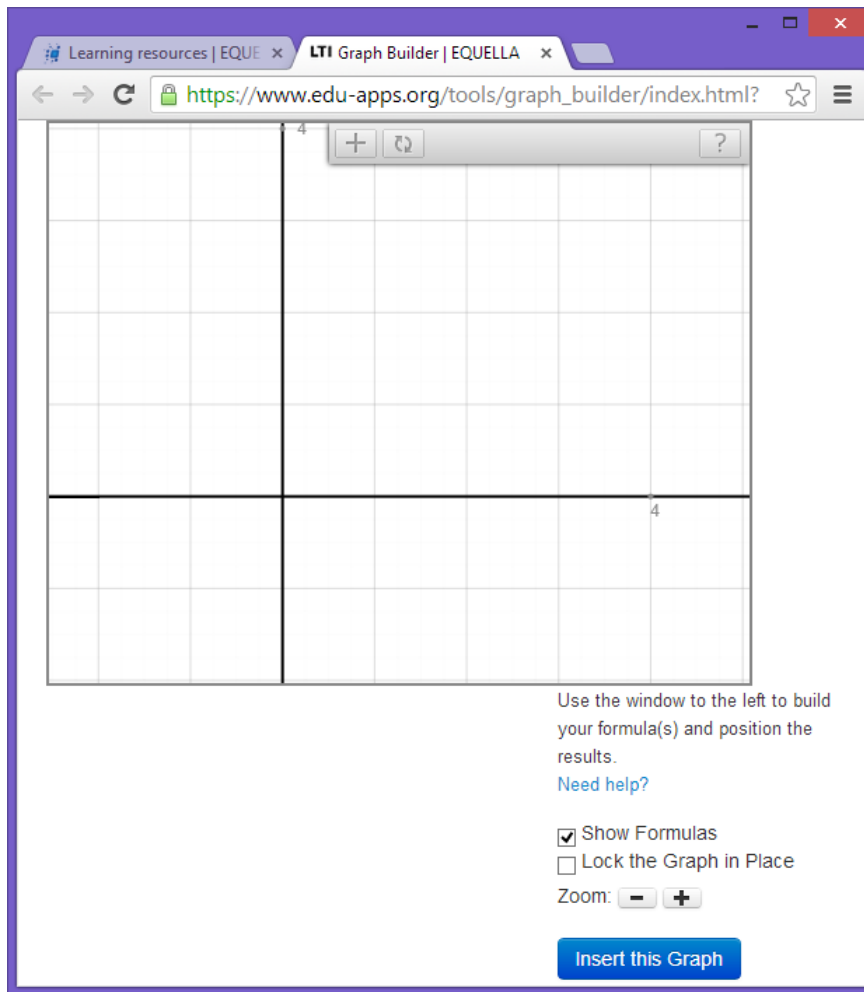 Learning resources | EQUE
LTI Graph Builder | EQUELLA
https://www.edu-apps.org/tools/graph_builder/index.html?
4
?
4
Use the window to the left to build
your formula(s) and position the
results.
Need help?
Show Formulas
Lock the Graph in Place
Zoom: - +
Insert this Graph